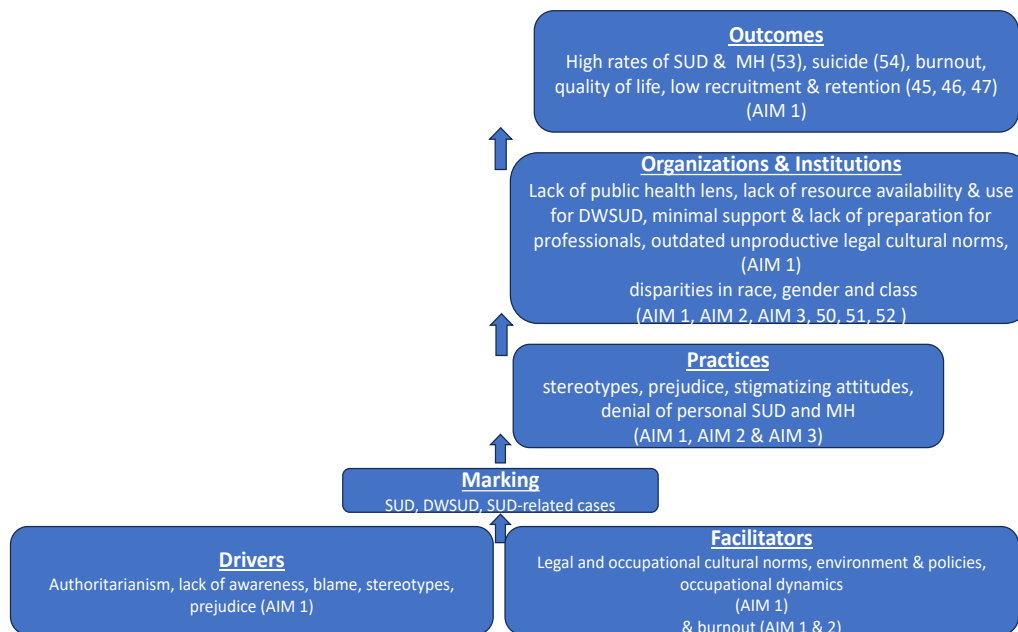 Outcomes
High rates of SUD & MH (53), suicide (54), burnout,
quality of life, low recruitment & retention (45, 46, 47)
(AIM 1)
Organizations & Institutions
Lack of public health lens, lack of resource availability & use
for DWSUD, minimal support & lack of preparation for
professionals, outdated unproductive legal cultural norms,
(AIM 1)
disparities in race, gender and class
(AIM 1, AIM 2, AIM 3, 50, 51, 52 )
Practices
stereotypes, prejudice, stigmatizing attitudes,
denial of personal SUD and MH
(AIM 1, AIM 2 & AIM 3)
Marking
SUD, DWSUD, SUD-related cases
Drivers
Authoritarianism, lack of awareness, blame, stereotypes,
prejudice (AIM 1)
Facilitators
Legal and occupational cultural norms, environment & policies,
occupational dynamics
(AIM 1)
& burnout (AIM 1 & 2)